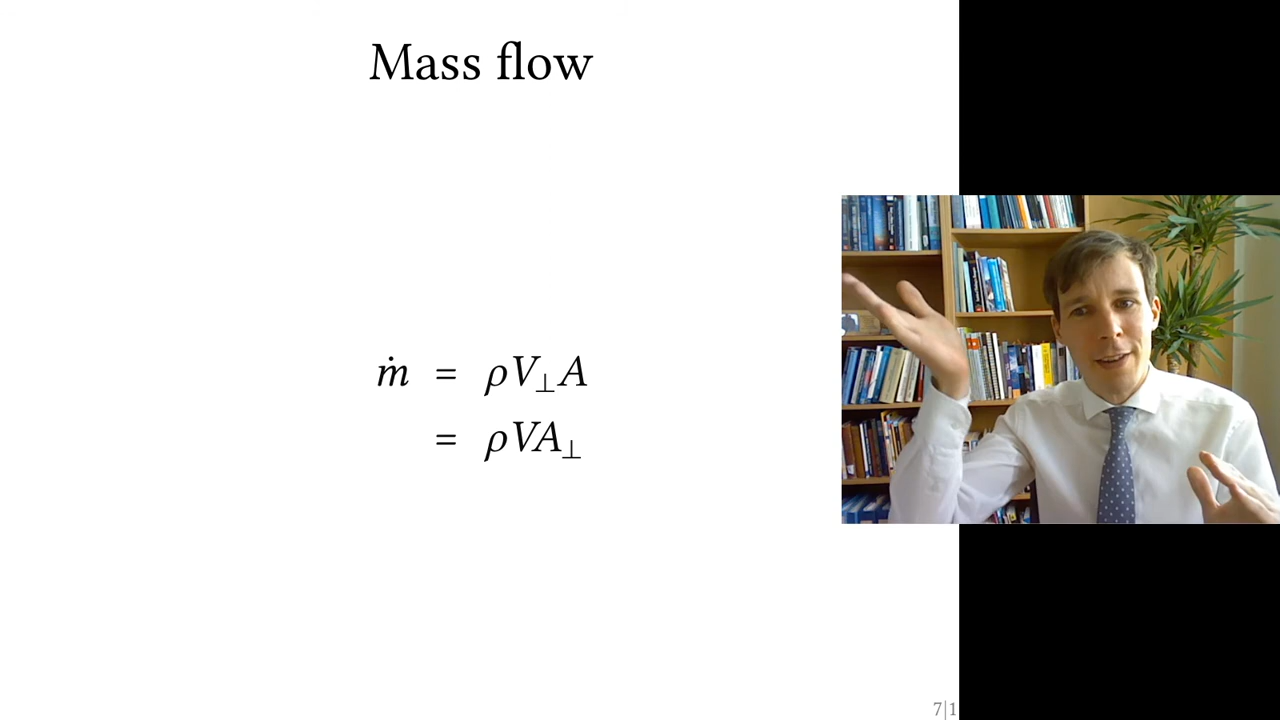 Mass flow
ṁ = ρV⊥A
= ρVA⊥
7|1